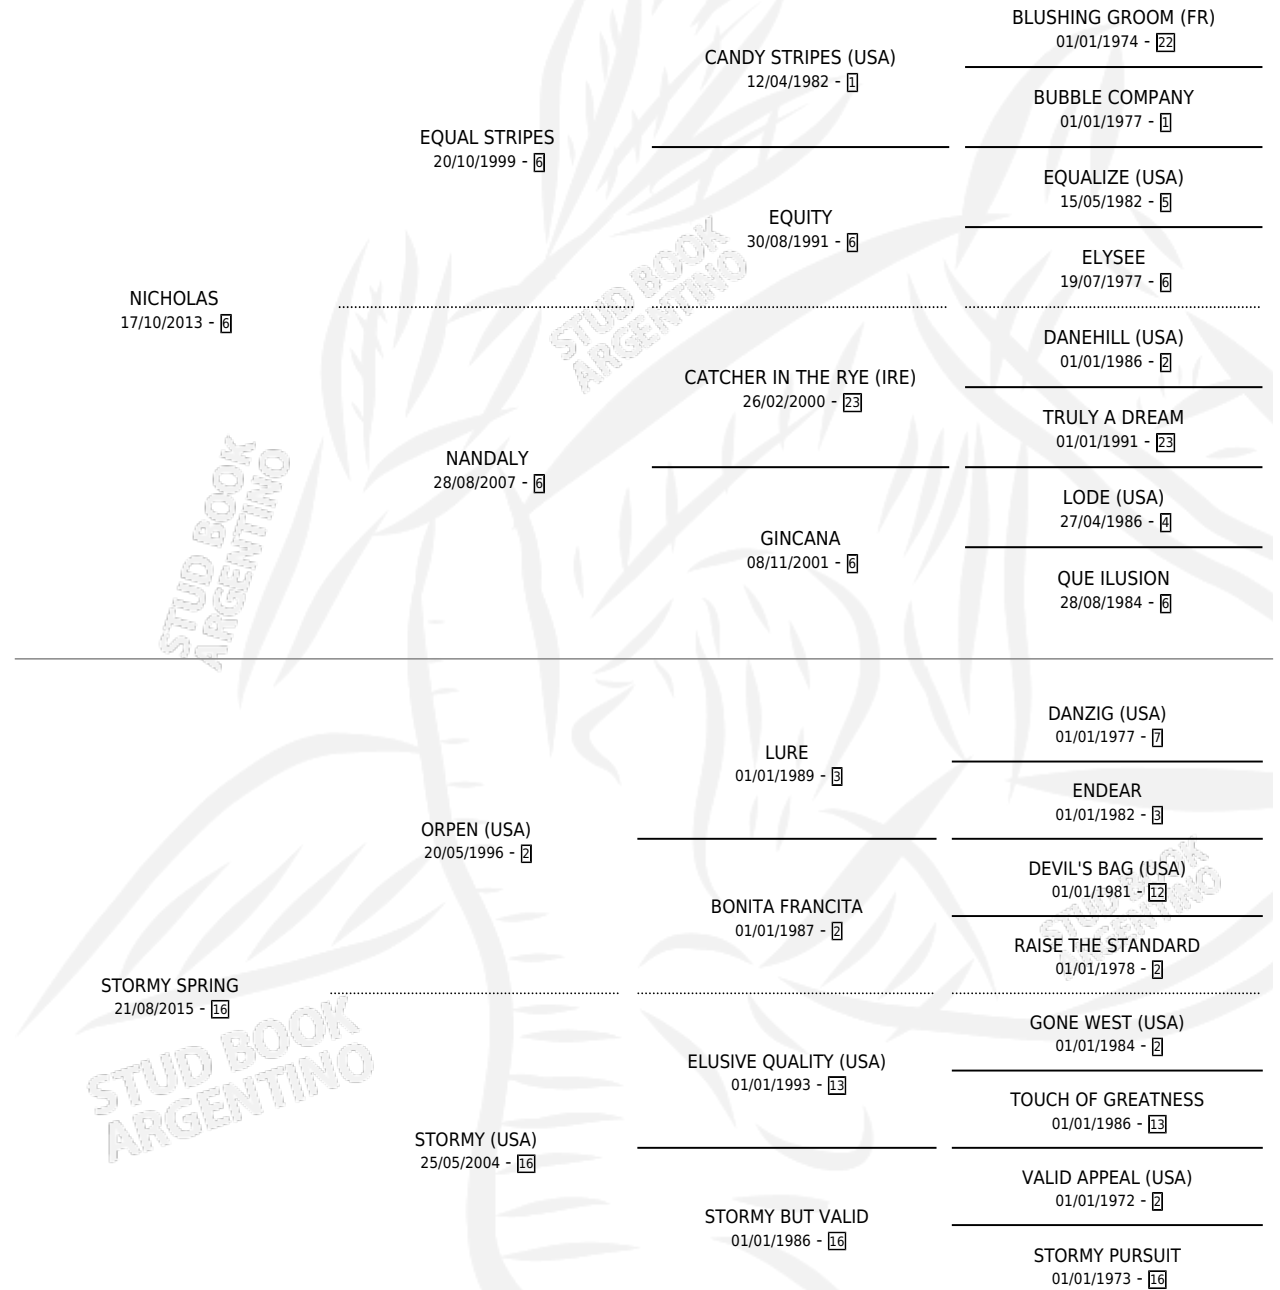 BLUSHING GROOM (FR)
01/01/1974 - 22
CANDY STRIPES (USA)
12/04/1982 - 1
BUBBLE COMPANY
01/01/1977 - 1
EQUAL STRIPES
20/10/1999 - 6
EQUALIZE (USA)
15/05/1982 - 5
EQUITY
30/08/1991 - 6
ELYSEE
19/07/1977 - 6
NICHOLAS
17/10/2013 - 6
DANEHILL (USA)
01/01/1986 - 2
CATCHER IN THE RYE (IRE)
26/02/2000 - 23
TRULY A DREAM
01/01/1991 - 23
NANDALY
28/08/2007 - 6
LODE (USA)
27/04/1986 - 4
GINCANA
08/11/2001 - 6
QUE ILUSION
28/08/1984 - 6
DANZIG (USA)
01/01/1977 - 7
LURE
01/01/1989 - 3
ENDEAR
01/01/1982 - 3
ORPEN (USA)
20/05/1996 - 2
DEVIL'S BAG (USA)
01/01/1981 - 12
BONITA FRANCITA
01/01/1987 - 2
RAISE THE STANDARD
01/01/1978 - 2
STORMY SPRING
21/08/2015 - 16
GONE WEST (USA)
01/01/1984 - 2
ELUSIVE QUALITY (USA)
01/01/1993 - 13
TOUCH OF GREATNESS
01/01/1986 - 13
STORMY (USA)
25/05/2004 - 16
VALID APPEAL (USA)
01/01/1972 - 2
STORMY BUT VALID
01/01/1986 - 16
STORMY PURSUIT
01/01/1973 - 16
STUD BOOK
ARGENTINO
STUD BOOK
ARGENTINO
STUD BOOK
ARGENTINO
STUD BOOK
ARGENTINO